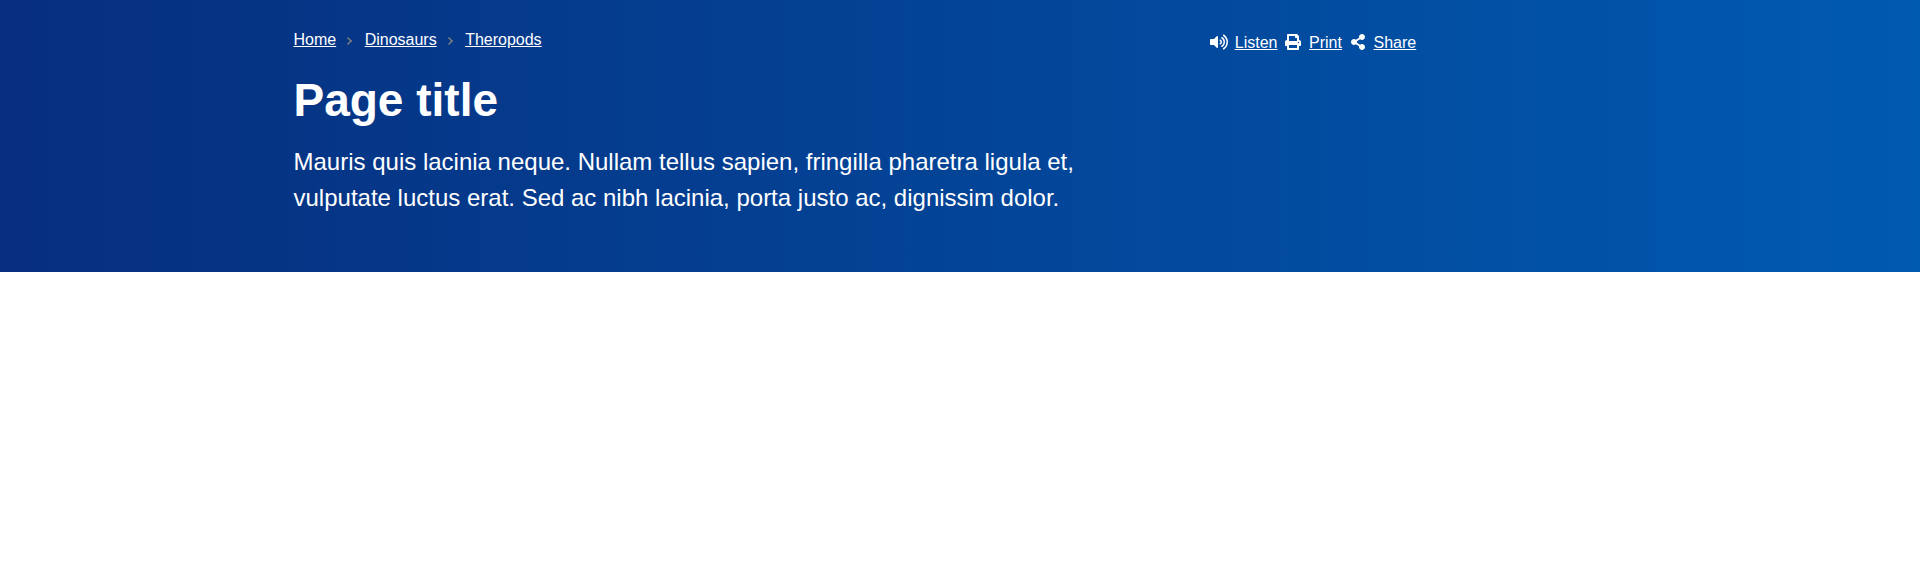 Home › Dinosaurs › Theropods
Listen Print Share
Page title
Mauris quis lacinia neque. Nullam tellus sapien, fringilla pharetra ligula et,
vulputate luctus erat. Sed ac nibh lacinia, porta justo ac, dignissim dolor.